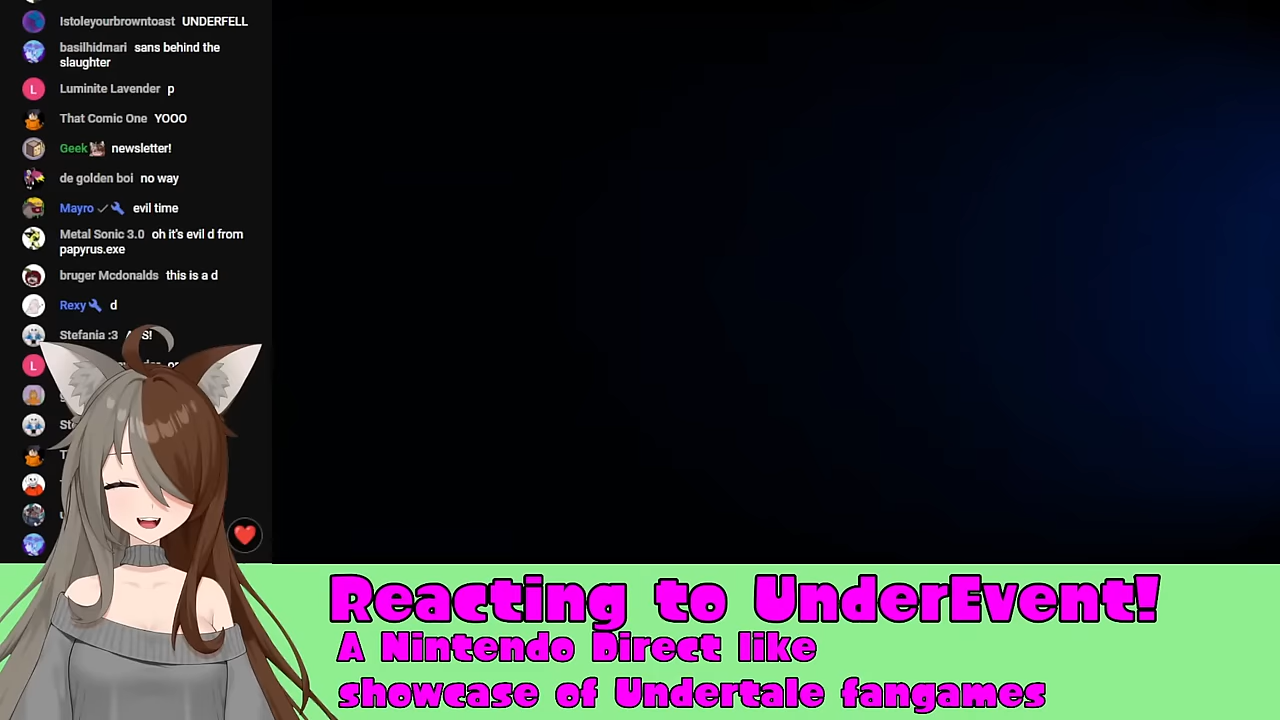 Istoleyourbrowntoast UNDERFELL
basilhidmari sans behind the
slaughter
L
Luminite Lavender p
That Comic One YOOO
Geek newsletter!
de golden boi no way
Mayro evil time
Metal Sonic 3.0 oh it's evil d from
papyrus.exe
bruger Mcdonalds this is a d
Rexy d
Stefania :3
L
Reacting to UnderEvent!
A Nintendo Direct like
showcase of Undertale fangames